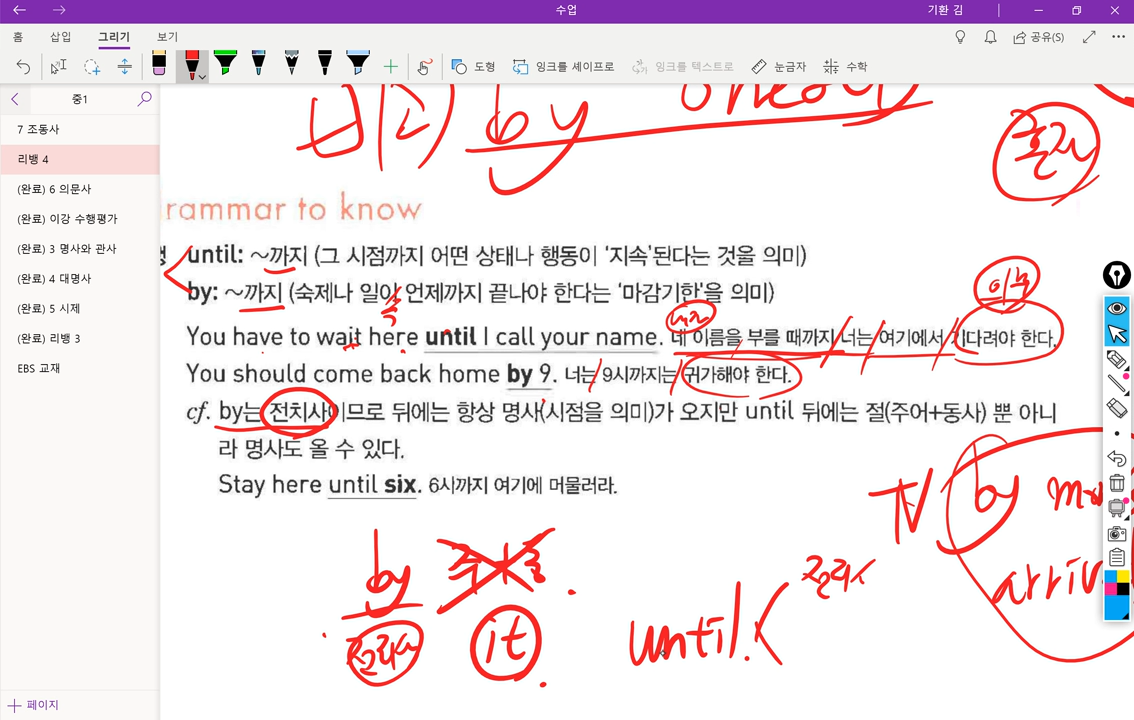 수업
기환 김
홈 삽입 그리기 보기
공유(S)
도형 잉크를 셰이프로 잉크를 텍스트로 눈금자 수학
중1
7 조동사
리뱅 4
(완료) 6 의문사
(완료) 이강 수행평가
(완료) 3 명사와 관사
(완료) 4 대명사
(완료) 5 시제
(완료) 리뱅 3
EBS 교재
페이지
by
혼자
rammar to know
until: ~까지 (그 시점까지 어떤 상태나 행동이 '지속'된다는 것을 의미)
by: ~까지 (숙제나 일이 언제까지 끝나야 한다는 '마감기한'을 의미)
You have to wait here until I call your name. 네 이름을 부를 때까지 너는 여기에서 기다려야 한다.
You should come back home by 9. 너는 9시까지는 귀가해야 한다.
cf. by는 전치사이므로 뒤에는 항상 명사(시점을 의미)가 오지만 until 뒤에는 절(주어+동사) 뿐 아니
라 명사도 올 수 있다.
Stay here until six. 6시까지 여기에 머물러라.
by
it
until
전치사
by